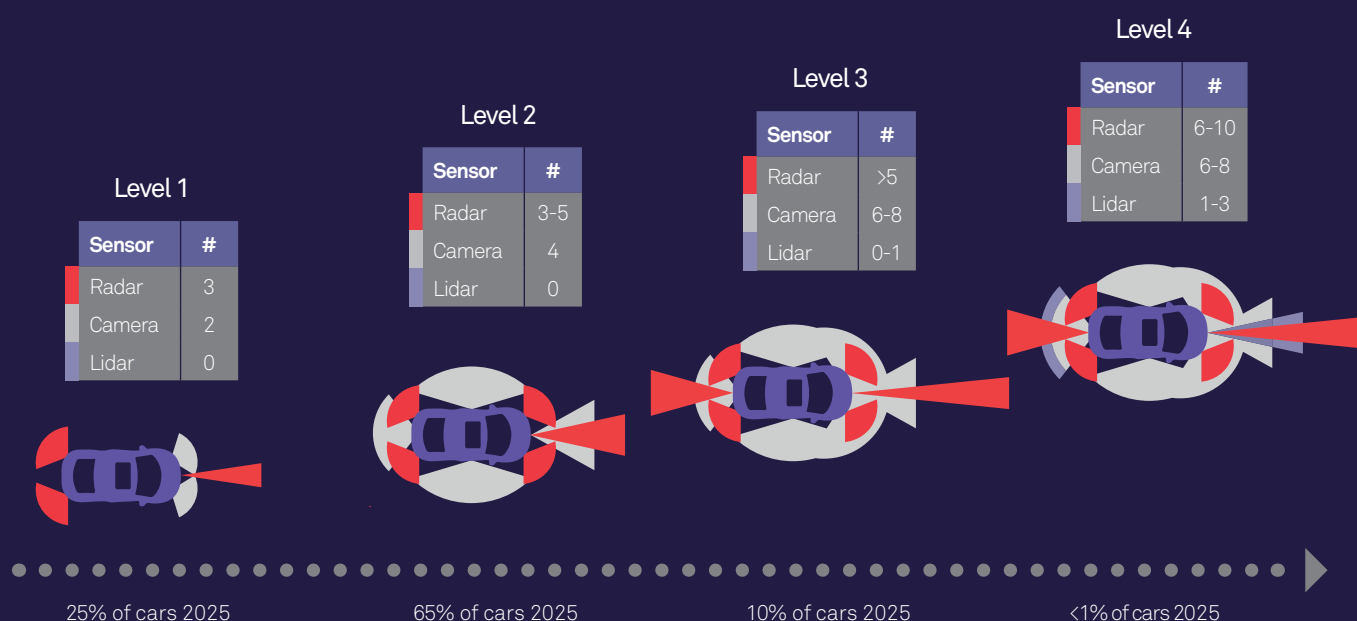 Level 1
Sensor #
Radar 3
Camera 2
Lidar 0
25% of cars 2025
Level 2
Sensor #
Radar 3-5
Camera 4
Lidar 0
65% of cars 2025
Level 3
Sensor #
Radar >5
Camera 6-8
Lidar 0-1
10% of cars 2025
Level 4
Sensor #
Radar 6-10
Camera 6-8
Lidar 1-3
<1% of cars 2025